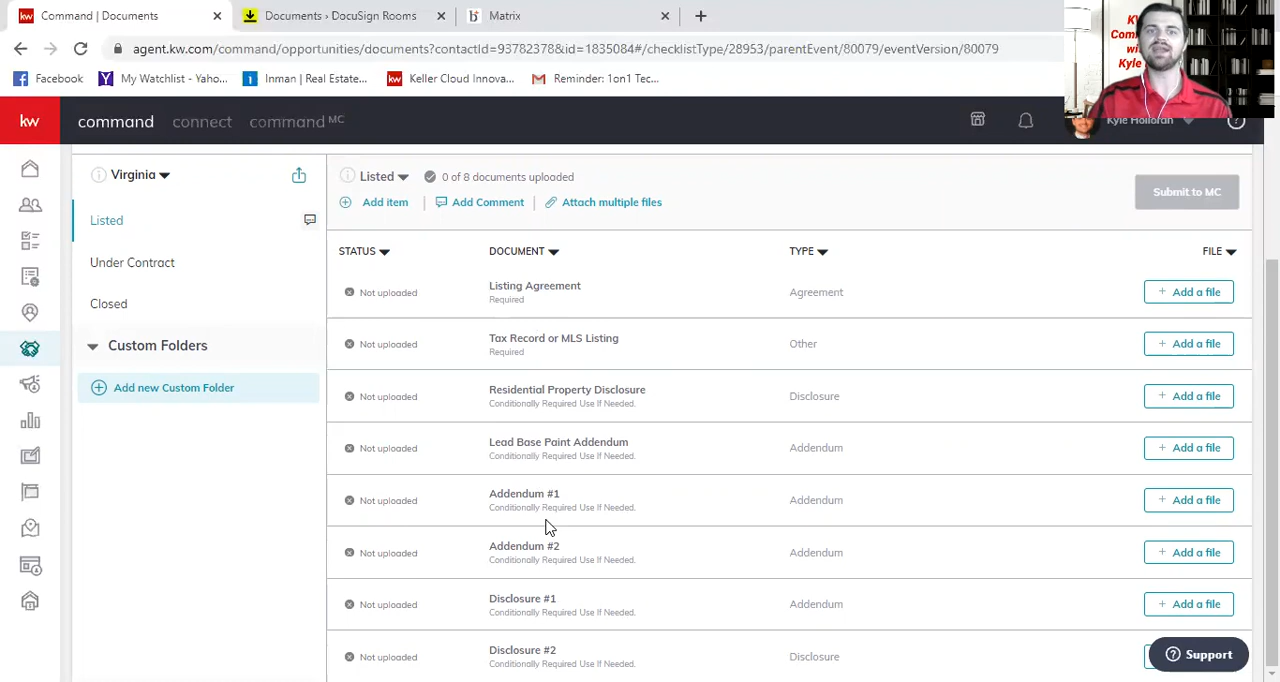 Command | Documents
Documents › DocuSign Rooms
Matrix
agent.kw.com/command/opportunities/documents?contactId=93782378&id=1835084#/checklistType/28953/parentEvent/80079/eventVersion/80079
Facebook
My Watchlist - Yaho...
Inman | Real Estate...
kw
Keller Cloud Innova...
Reminder: 1on1 Tec...
kw
command
connect
command MC
Virginia
Listed
0 of 8 documents uploaded
Submit to MC
Add item
Add Comment
Attach multiple files
Listed
Under Contract
Closed
Custom Folders
Add new Custom Folder
STATUS
DOCUMENT
TYPE
FILE
Not uploaded
Listing Agreement
Required
Agreement
+ Add a file
Not uploaded
Tax Record or MLS Listing
Required
Other
+ Add a file
Not uploaded
Residential Property Disclosure
Conditionally Required Use If Needed.
Disclosure
+ Add a file
Not uploaded
Lead Base Paint Addendum
Conditionally Required Use If Needed.
Addendum
+ Add a file
Not uploaded
Addendum #1
Conditionally Required Use If Needed.
Addendum
+ Add a file
Not uploaded
Addendum #2
Conditionally Required Use If Needed.
Addendum
+ Add a file
Not uploaded
Disclosure #1
Conditionally Required Use If Needed.
Addendum
+ Add a file
Not uploaded
Disclosure #2
Conditionally Required Use If Needed.
Disclosure
Support